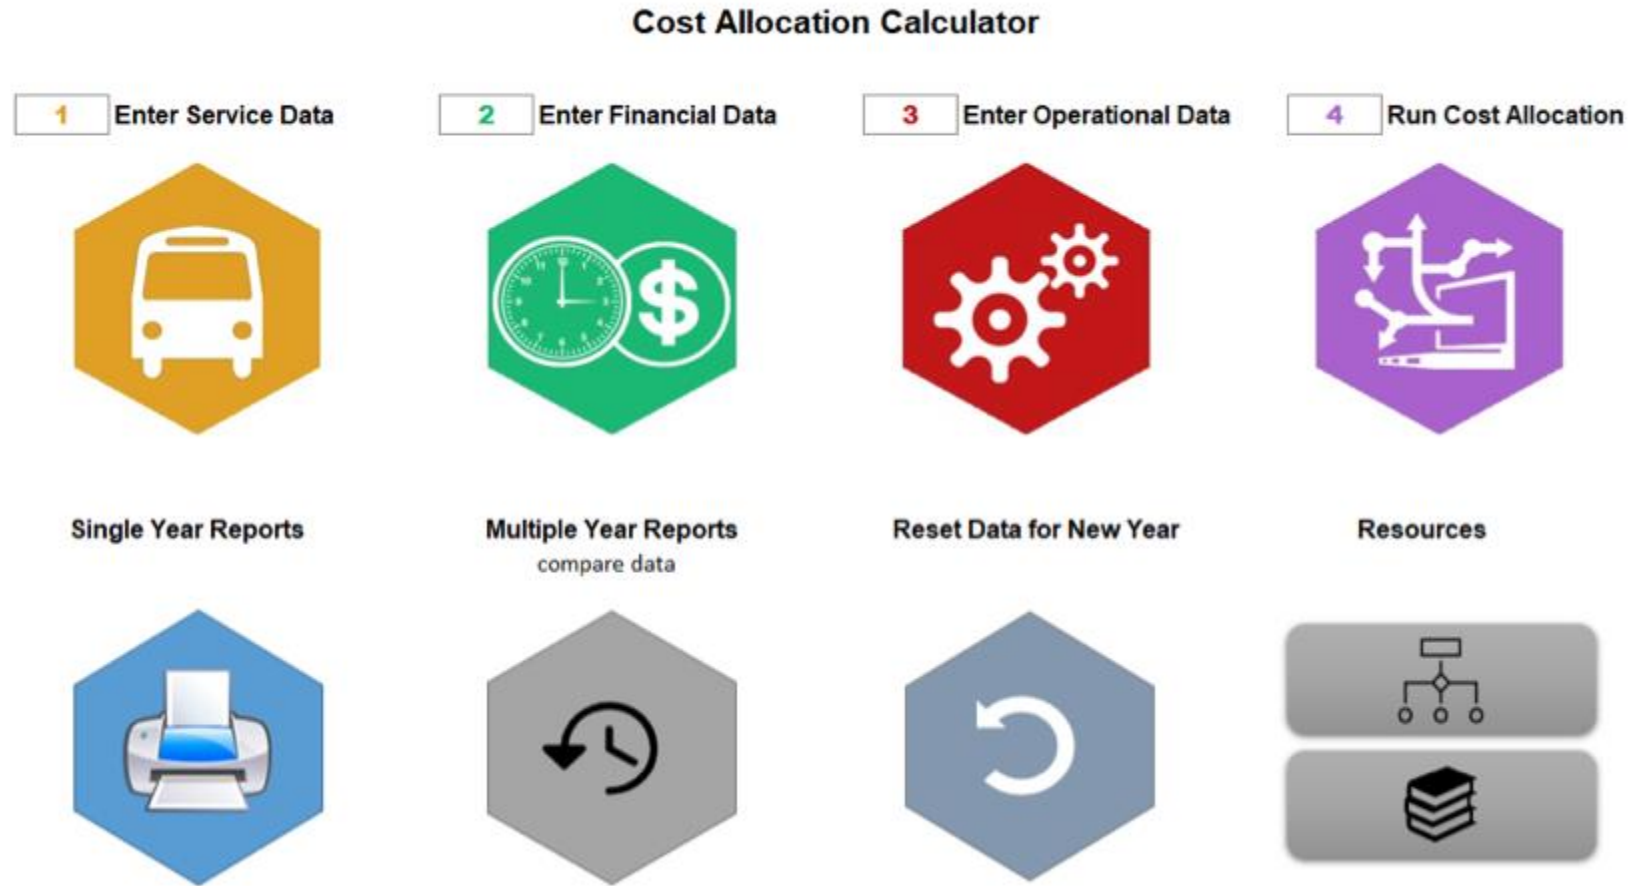 Cost Allocation Calculator
1 Enter Service Data
2 Enter Financial Data
3 Enter Operational Data
4 Run Cost Allocation
$
Single Year Reports
Multiple Year Reports
compare data
Reset Data for New Year
Resources